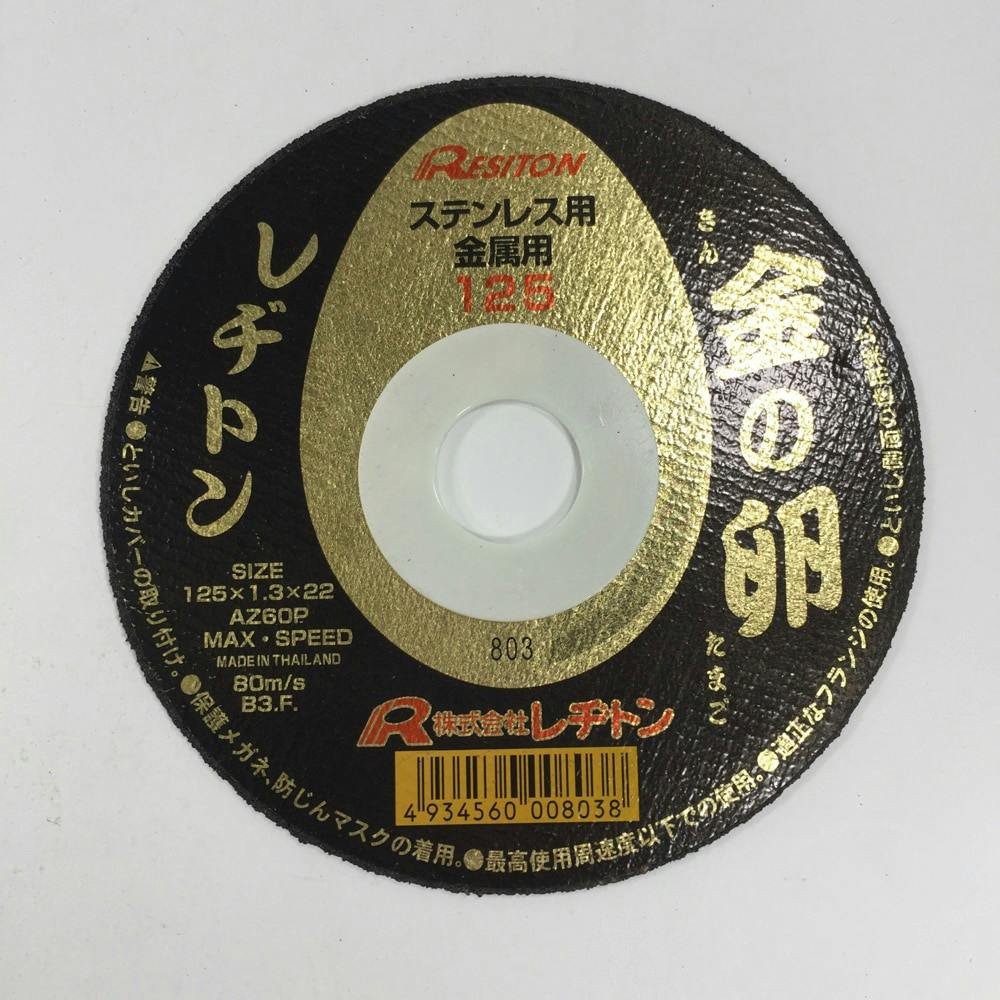 RESITON
ステンレス用
金属用
125
レヂトン
きん
金の卵
たまご
SIZE
125×1.3×22
AZ60P
MAX・SPEED
MADE IN THAILAND
80m/s
B3.F.
803
R 株式会社レヂトン
4 934560 008038
警告●といしカバーの取り付け。●保護メガネ、防じんマスクの着用。●最高使用周速度以下での使用。●適正なフランジの使用。●